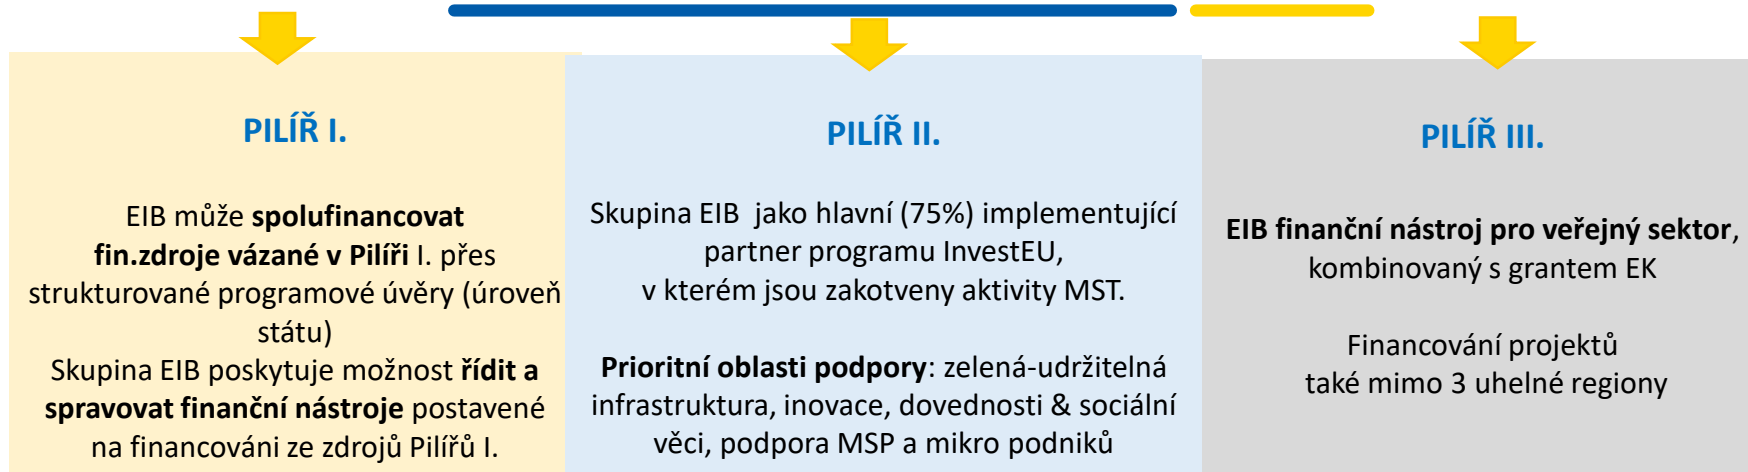 PILÍŘ I.
EIB může spolufinancovat
fin.zdroje vázané v Pilíři I. přes
strukturované programové úvěry (úroveň
státu)
Skupina EIB poskytuje možnost řídit a
spravovat finanční nástroje postavené
na financováni ze zdrojů Pilířů I.
PILÍŘ II.
Skupina EIB jako hlavní (75%) implementující
partner programu InvestEU,
v kterém jsou zakotveny aktivity MST.
Prioritní oblasti podpory: zelená-udržitelná
infrastruktura, inovace, dovednosti & sociální
věci, podpora MSP a mikro podniků
PILÍŘ III.
EIB finanční nástroj pro veřejný sektor,
kombinovaný s grantem EK
Financování projektů
také mimo 3 uhelné regiony